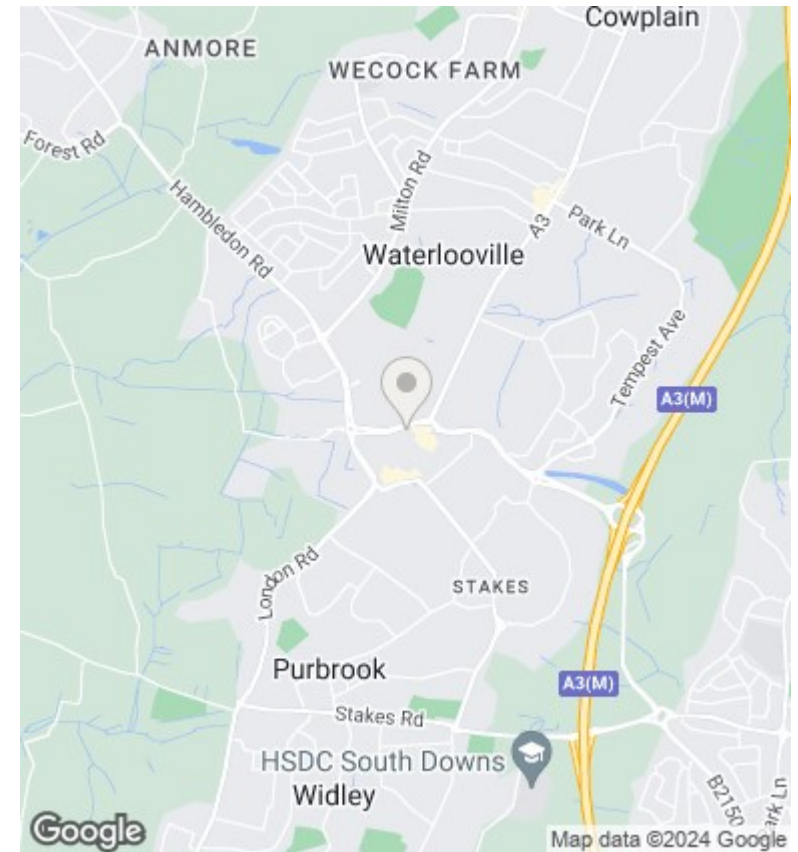 Cowplain
ANMORE
WECOCK FARM
Forest Rd
Hambledon Rd
Milton Rd
A3
Park Ln
Waterlooville
Tempest Ave
A3(M)
London Rd
STAKES
Purbrook
A3(M)
Stakes Rd
HSDC South Downs
Widley
B2150
Park Ln
Google
Map data ©2024 Google